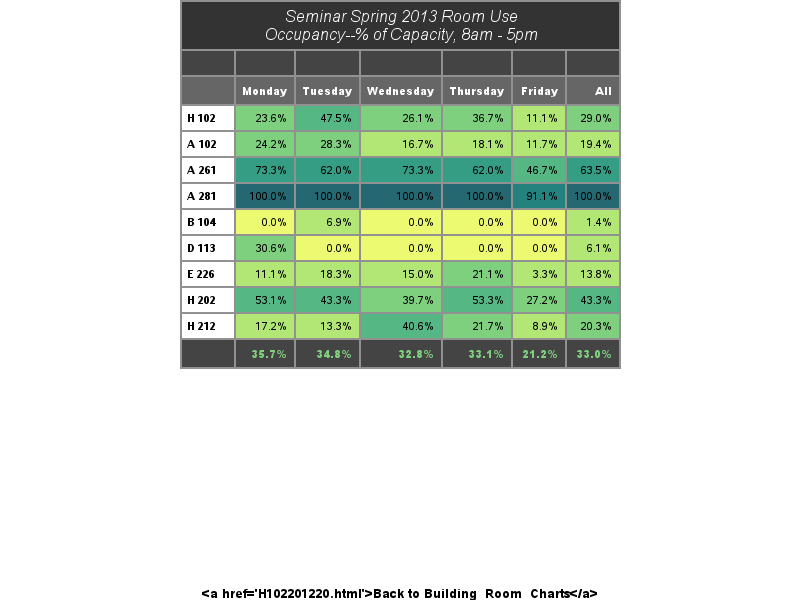 Seminar Spring 2013 Room Use
Occupancy--% of Capacity, 8am - 5pm
Monday Tuesday Wednesday Thursday Friday All
H 102 23.6% 47.5% 26.1% 36.7% 11.1% 29.0%
A 102 24.2% 28.3% 16.7% 18.1% 11.7% 19.4%
A 261 73.3% 62.0% 73.3% 62.0% 46.7% 63.5%
A 281 100.0% 100.0% 100.0% 100.0% 91.1% 100.0%
B 104 0.0% 6.9% 0.0% 0.0% 0.0% 1.4%
D 113 30.6% 0.0% 0.0% 0.0% 0.0% 6.1%
E 226 11.1% 18.3% 15.0% 21.1% 3.3% 13.8%
H 202 53.1% 43.3% 39.7% 53.3% 27.2% 43.3%
H 212 17.2% 13.3% 40.6% 21.7% 8.9% 20.3%
35.7% 34.8% 32.8% 33.1% 21.2% 33.0%
<a href='H102201220.html'>Back to Building_Room_Charts</a>